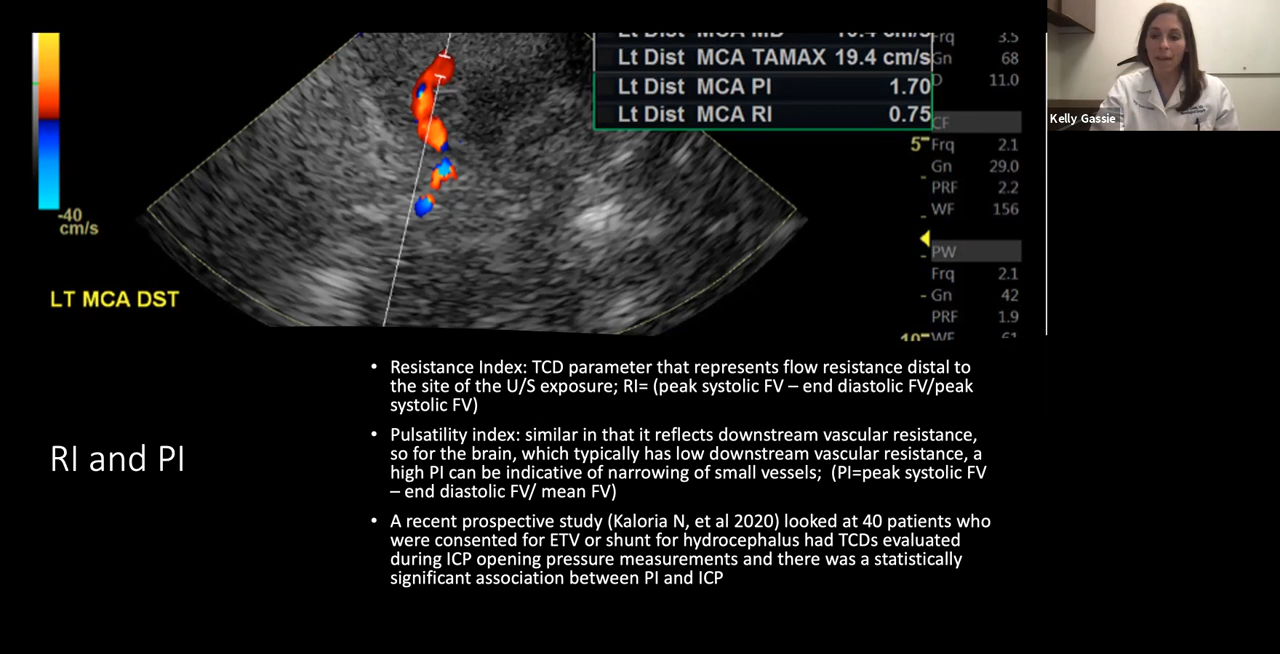 Lt Dist MCA TAMAX 19.4 cm/s
Lt Dist MCA PI 1.70
Lt Dist MCA RI 0.75
Frq 3.5
Gn 68
D 11.0
CF
Frq 2.1
Gn 29.0
PRF 2.2
WF 156
PW
Frq 2.1
Gn 42
PRF 1.9
WF 61
5
10
-40
cm/s
LT MCA DST
Kelly Gassie
RI and PI
• Resistance Index: TCD parameter that represents flow resistance distal to
the site of the U/S exposure; RI= (peak systolic FV – end diastolic FV/peak
systolic FV)
• Pulsatility index: similar in that it reflects downstream vascular resistance,
so for the brain, which typically has low downstream vascular resistance, a
high PI can be indicative of narrowing of small vessels; (PI=peak systolic FV
– end diastolic FV/ mean FV)
• A recent prospective study (Kaloria N, et al 2020) looked at 40 patients who
were consented for ETV or shunt for hydrocephalus had TCDs evaluated
during ICP opening pressure measurements and there was a statistically
significant association between PI and ICP